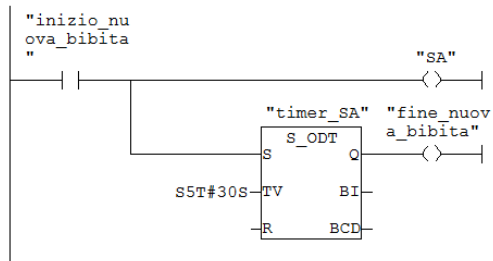 "inizio_nu
ova_bibita
"
"SA"
"timer_SA"
"fine_nuov
a_bibita"
S_ODT
S
Q
S5T#30S
TV
BI
R
BCD